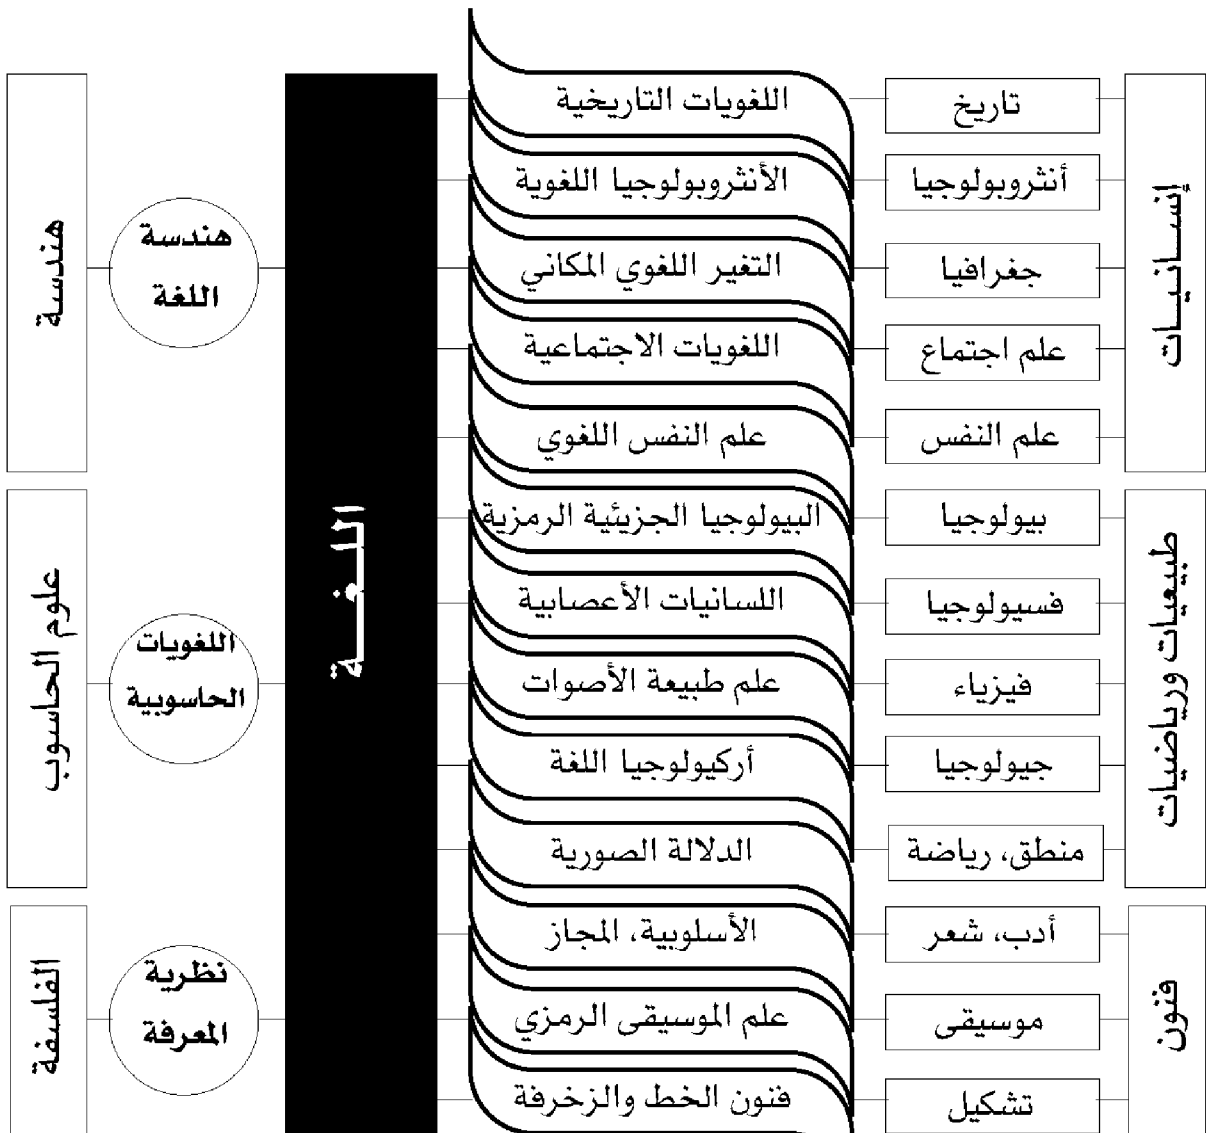 إنسـانيـات
تاريخ
اللغويات التاريخية
أنثروبولوجيا
الأنثروبولوجيا اللغوية
جغرافيا
التغير اللغوي المكاني
علم اجتماع
اللغويات الاجتماعية
علم النفس
علم النفس اللغوي
طبيعيات ورياضيات
بيولوجيا
البيولوجيا الجزيئية الرمزية
فسيولوجيا
اللسانيات الأعصابية
فيزياء
علم طبيعة الأصوات
جيولوجيا
أركيولوجيا اللغة
منطق، رياضة
الدلالة الصورية
فنون
أدب، شعر
الأسلوبية، المجاز
موسيقى
علم الموسيقى الرمزي
تشكيل
فنون الخط والزخرفة
اللـغـــة
هندسة
اللغة
هندسة
اللغويات
الحاسوبية
علوم الحاسوب
نظرية
المعرفة
الفلسفة